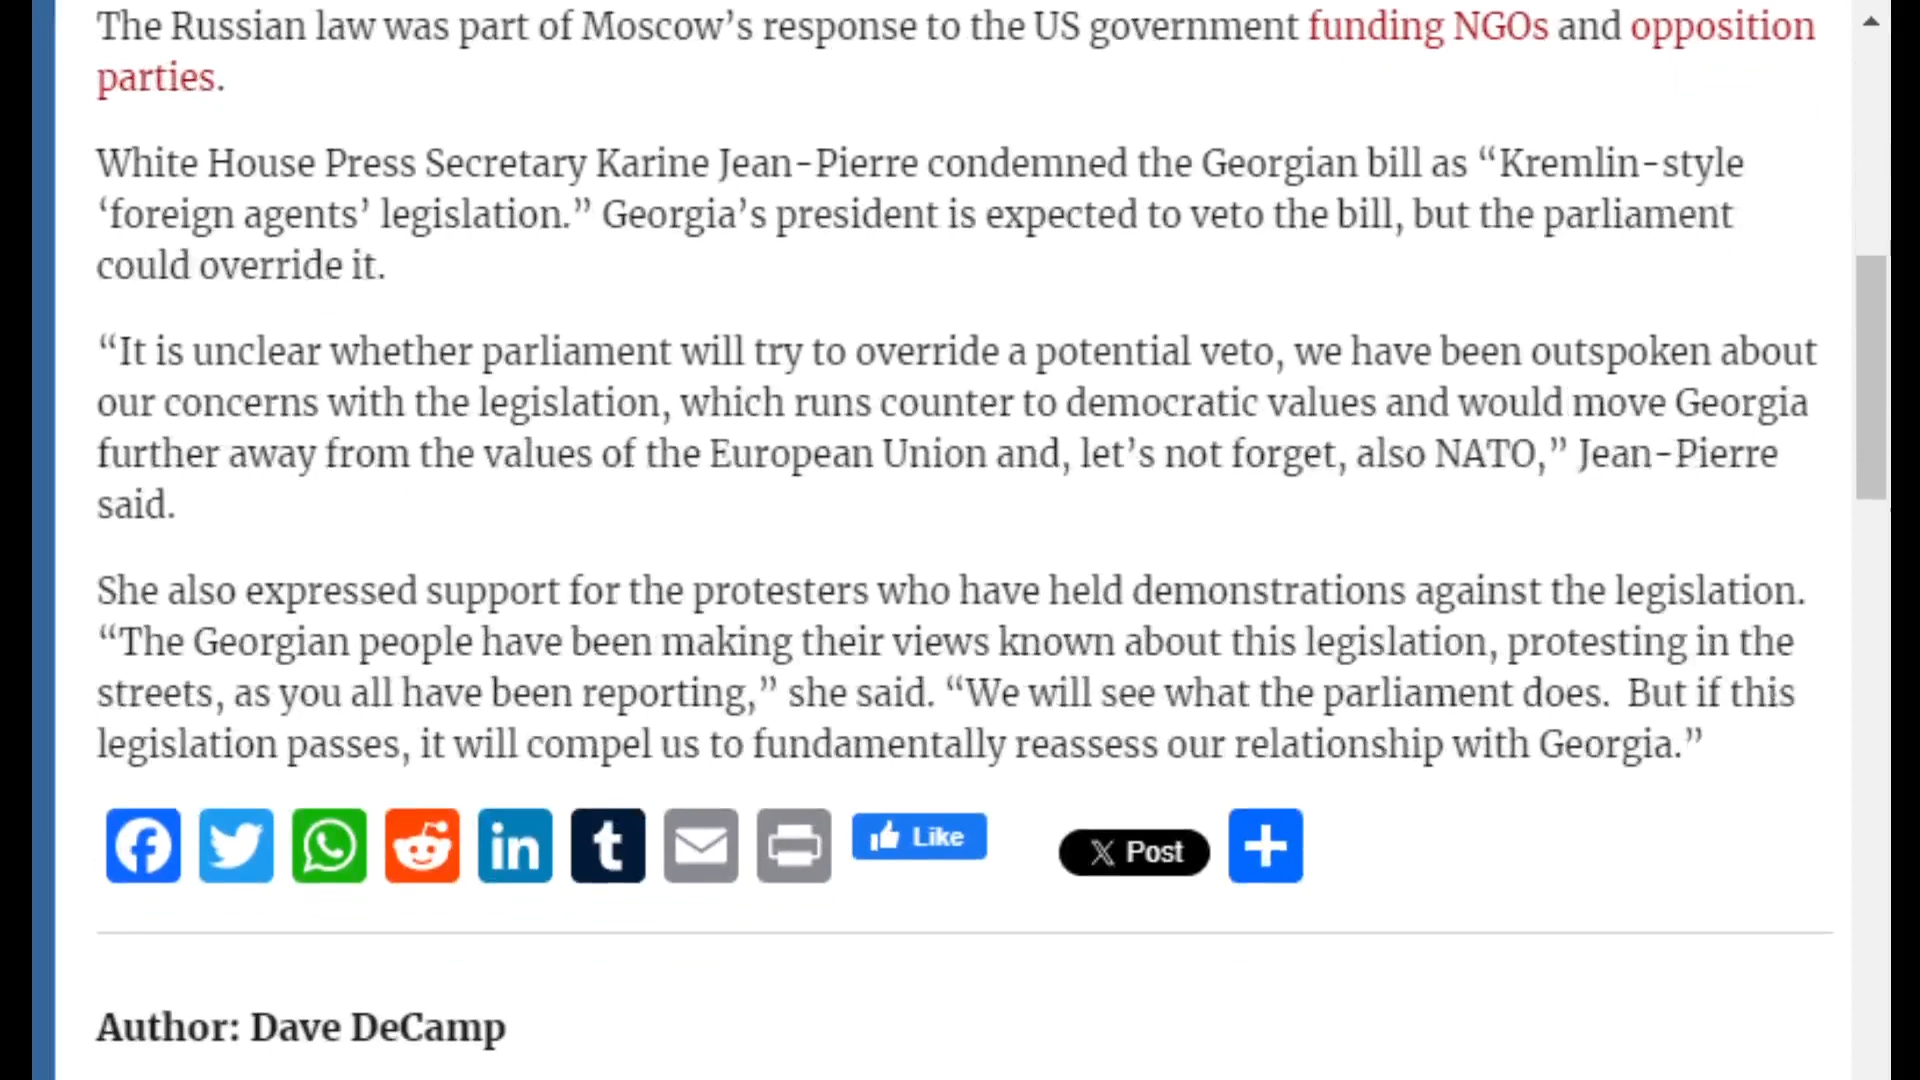 The Russian law was part of Moscow’s response to the US government funding NGOs and opposition
parties.
White House Press Secretary Karine Jean-Pierre condemned the Georgian bill as “Kremlin-style
‘foreign agents’ legislation.” Georgia’s president is expected to veto the bill, but the parliament
could override it.
“It is unclear whether parliament will try to override a potential veto, we have been outspoken about
our concerns with the legislation, which runs counter to democratic values and would move Georgia
further away from the values of the European Union and, let’s not forget, also NATO,” Jean-Pierre
said.
She also expressed support for the protesters who have held demonstrations against the legislation.
“The Georgian people have been making their views known about this legislation, protesting in the
streets, as you all have been reporting,” she said. “We will see what the parliament does.  But if this
legislation passes, it will compel us to fundamentally reassess our relationship with Georgia.”
in t Like X Post
Author: Dave DeCamp